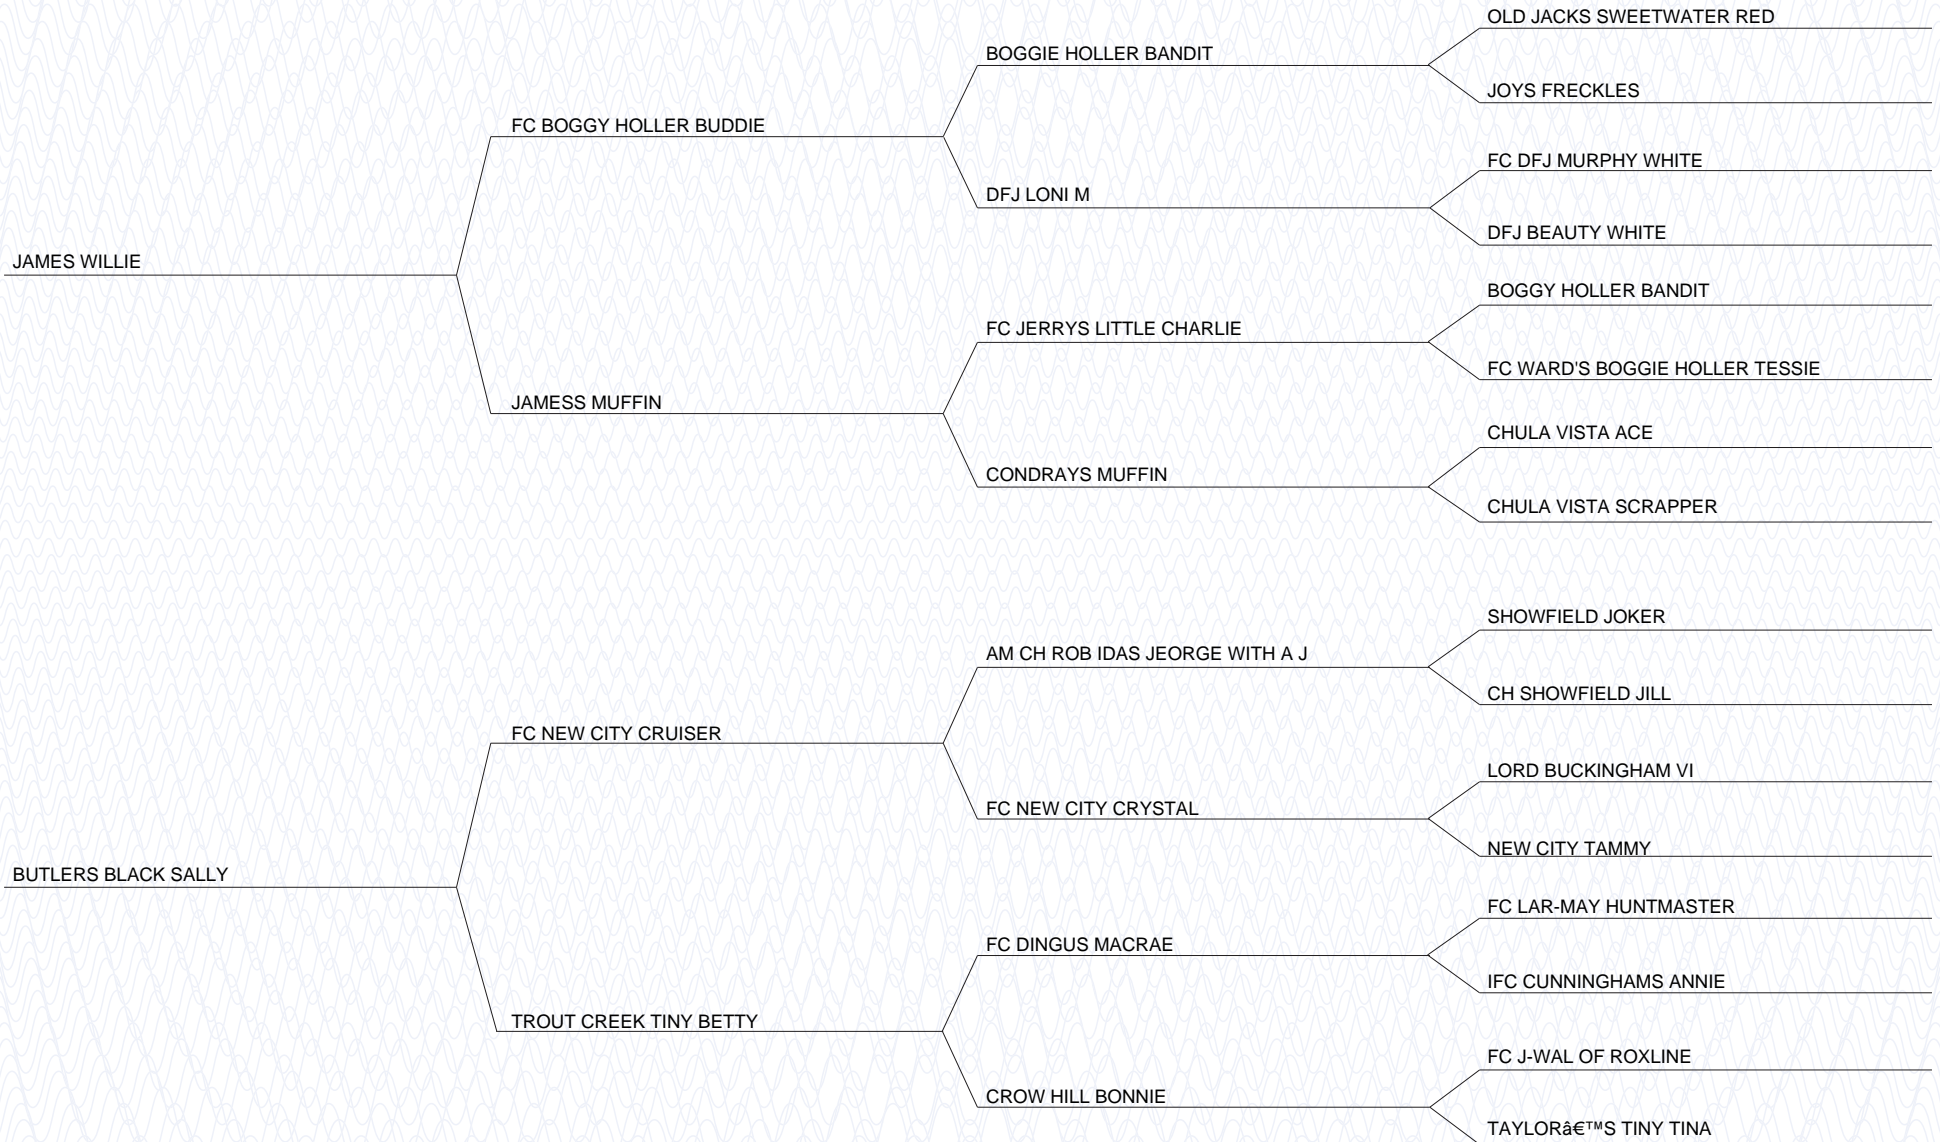 OLD JACKS SWEETWATER RED
BOGGIE HOLLER BANDIT
JOYS FRECKLES
FC BOGGY HOLLER BUDDIE
FC DFJ MURPHY WHITE
DFJ LONI M
DFJ BEAUTY WHITE
JAMES WILLIE
BOGGY HOLLER BANDIT
FC JERRYS LITTLE CHARLIE
FC WARD'S BOGGIE HOLLER TESSIE
JAMESS MUFFIN
CHULA VISTA ACE
CONDRAYS MUFFIN
CHULA VISTA SCRAPPER
SHOWFIELD JOKER
AM CH ROB IDAS JEORGE WITH A J
CH SHOWFIELD JILL
FC NEW CITY CRUISER
LORD BUCKINGHAM VI
FC NEW CITY CRYSTAL
NEW CITY TAMMY
BUTLERS BLACK SALLY
FC LAR-MAY HUNTMASTER
FC DINGUS MACRAE
IFC CUNNINGHAMS ANNIE
TROUT CREEK TINY BETTY
FC J-WAL OF ROXLINE
CROW HILL BONNIE
TAYLORâ€™S TINY TINA